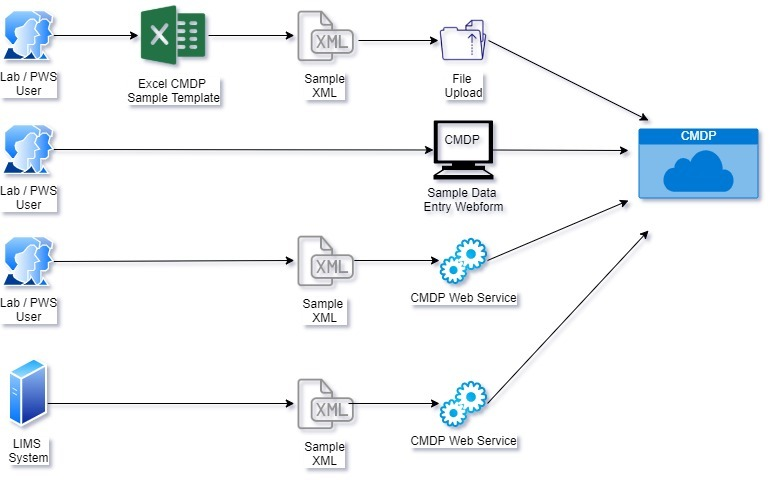 XML
Lab / PWS
User
Excel CMDP
Sample Template
Sample
XML
File
Upload
CMDP
CMDP
Lab / PWS
User
Sample Data
Entry Webform
XML
Lab / PWS
User
Sample
XML
CMDP Web Service
XML
LIMS
System
Sample
XML
CMDP Web Service